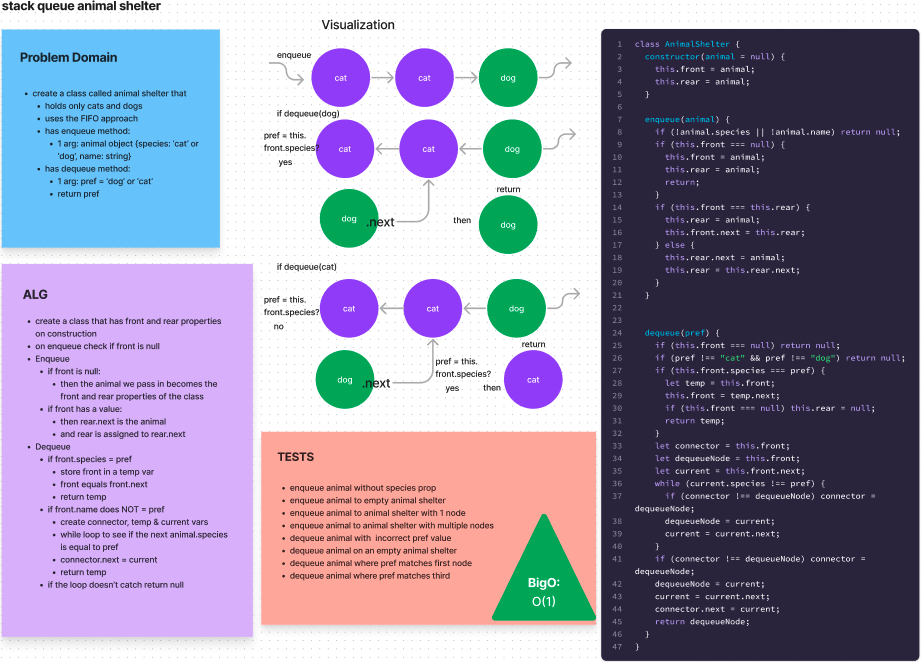 stack queue animal shelter
Problem Domain
create a class called animal shelter that
holds only cats and dogs
uses the FIFO approach
has enqueue method:
1 arg: animal object {species: 'cat' or
'dog', name: string}
has dequeue method:
1 arg: pref = 'dog' or 'cat'
return pref
ALG
create a class that has front and rear properties
on construction
on enqueue check if front is null
Enqueue
if front is null:
then the animal we pass in becomes the
front and rear properties of the class
if front has a value:
then rear.next is the animal
and rear is assigned to rear.next
Dequeue
if front.species = pref
store front in a temp var
front equals front.next
return temp
if front.name does NOT = pref
create connector, temp & current vars
while loop to see if the next animal.species
is equal to pref
connector.next = current
return temp
if the loop doesn't catch return null
Visualization
enqueue
cat
cat
dog
if dequeue(dog)
pref = this.
front.species?
yes
cat
cat
dog
dog
.next
return
then
dog
if dequeue(cat)
pref = this.
front.species?
no
cat
cat
dog
dog
.next
pref = this.
front.species?
yes
return
then
cat
TESTS
enqueue animal without species prop
enqueue animal to empty animal shelter
enqueue animal to animal shelter with 1 node
enqueue animal to animal shelter with multiple nodes
dequeue animal with incorrect pref value
dequeue animal on an empty animal shelter
dequeue animal where pref matches first node
dequeue animal where pref matches third
BigO:
O(1)
1 class AnimalShelter {
2 constructor(animal = null) {
3 this.front = animal;
4 this.rear = animal;
5 }
6
7 enqueue(animal) {
8 if (!animal.species || !animal.name) return null;
9 if (this.front === null) {
10 this.front = animal;
11 this.rear = animal;
12 return;
13 }
14 if (this.front === this.rear) {
15 this.rear = animal;
16 this.front.next = this.rear;
17 } else {
18 this.rear.next = animal;
19 this.rear = this.rear.next;
20 }
21 }
22
23
24 dequeue(pref) {
25 if (this.front === null) return null;
26 if (pref !== "cat" && pref !== "dog") return null;
27 if (this.front.species === pref) {
28 let temp = this.front;
29 this.front = temp.next;
30 if (this.front === null) this.rear = null;
31 return temp;
32 }
33 let connector = this.front;
34 let dequeueNode = this.front;
35 let current = this.front.next;
36 while (current.species !== pref) {
37 if (connector !== dequeueNode) connector =
dequeueNode;
38 dequeueNode = current;
39 current = current.next;
40 }
41 if (connector !== dequeueNode) connector =
dequeueNode;
42 dequeueNode = current;
43 current = current.next;
44 connector.next = current;
45 return dequeueNode;
46 }
47 }